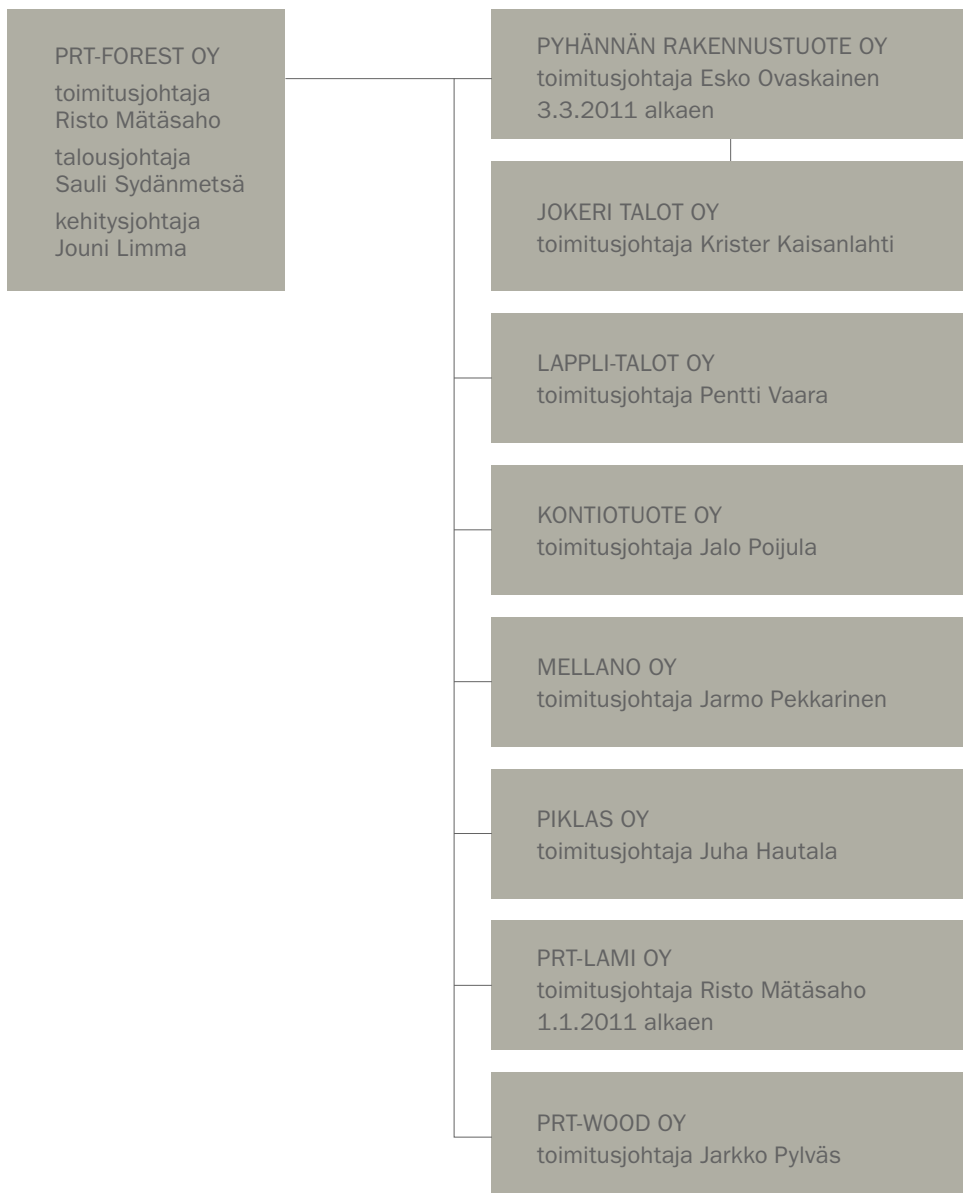 PRT-FOREST OY
toimitusjohtaja
Risto Mätäsaho
talousjohtaja
Sauli Sydänmetsä
kehitysjohtaja
Jouni Limma
PYHÄNNÄN RAKENNUSTUOTE OY
toimitusjohtaja Esko Ovaskainen
3.3.2011 alkaen
JOKERI TALOT OY
toimitusjohtaja Krister Kaisanlahti
LAPPLI-TALOT OY
toimitusjohtaja Pentti Vaara
KONTIOTUOTE OY
toimitusjohtaja Jalo Poijula
MELLANO OY
toimitusjohtaja Jarmo Pekkarinen
PIKLAS OY
toimitusjohtaja Juha Hautala
PRT-LAMI OY
toimitusjohtaja Risto Mätäsaho
1.1.2011 alkaen
PRT-WOOD OY
toimitusjohtaja Jarkko Pylväs